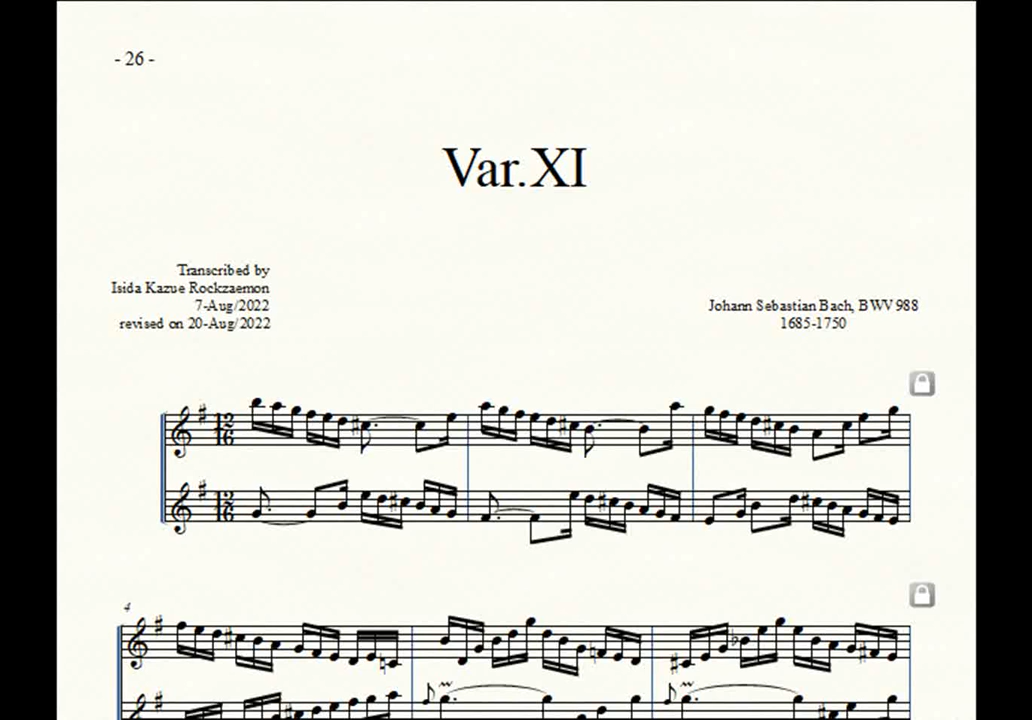 - 26 -
Var.XI
Transcribed by
Isida Kazue Rockzaemon
7-Aug/2022
revised on 20-Aug/2022
Johann Sebastian Bach, BWV 988
1685-1750
12
16
12
16
4